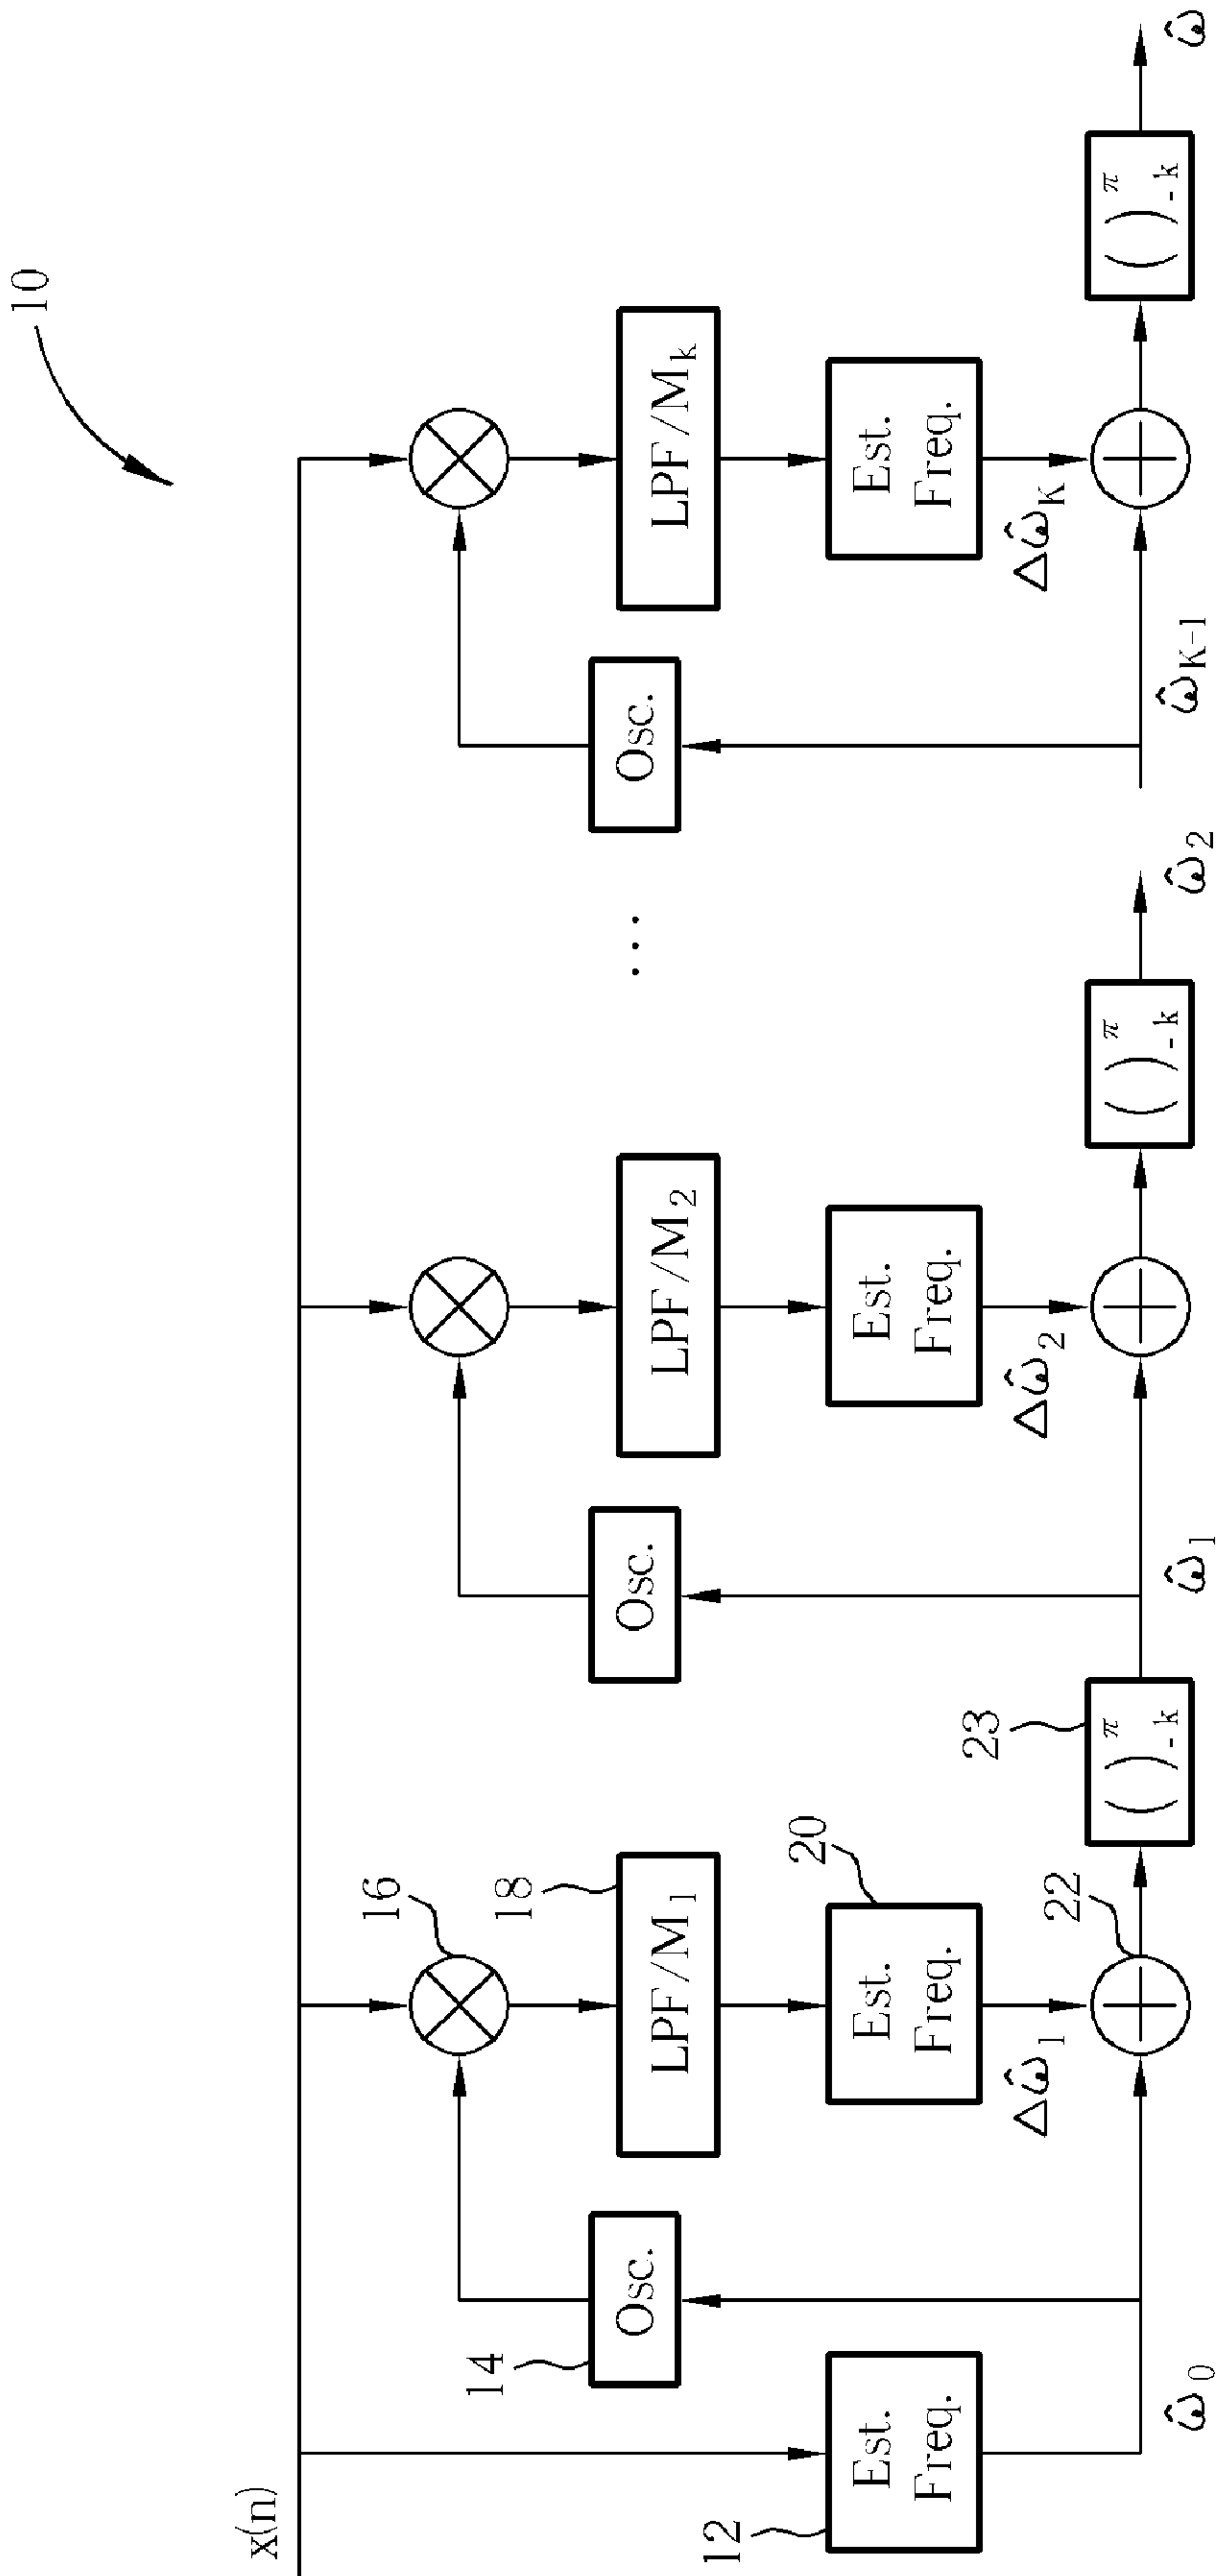 10
x(n)
16
LPF/M₁
18
LPF/M₂
LPF/Mₖ
14
Osc.
Osc.
...
Osc.
12
Est.
Freq.
Est.
Freq.
20
Est.
Freq.
Est.
Freq.
Δω̂₁
22
23
Δω̂₂
Δω̂K
( )π-k
( )π-k
( )π-k
ω̂₀
ω̂₁
ω̂₂
ω̂K-1
ω̂